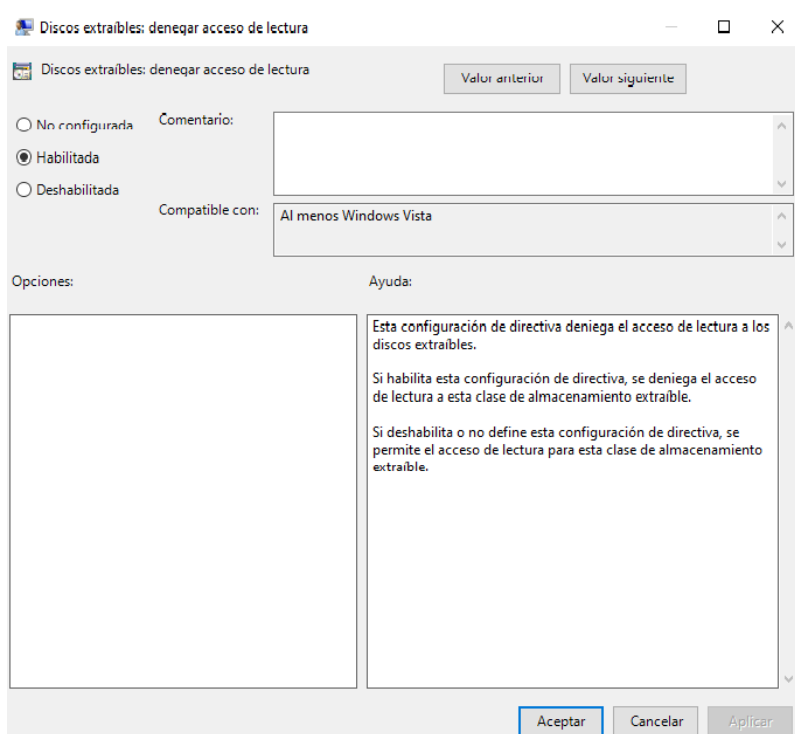 Discos extraíbles: denegar acceso de lectura
Discos extraíbles: denegar acceso de lectura
Valor anterior
Valor siguiente
No configurada
Comentario:
Habilitada
Deshabilitada
Compatible con:
Al menos Windows Vista
Opciones:
Ayuda:
Esta configuración de directiva deniega el acceso de lectura a los
discos extraíbles.
Si habilita esta configuración de directiva, se deniega el acceso
de lectura a esta clase de almacenamiento extraíble.
Si deshabilita o no define esta configuración de directiva, se
permite el acceso de lectura para esta clase de almacenamiento
extraíble.
Aceptar
Cancelar
Aplicar